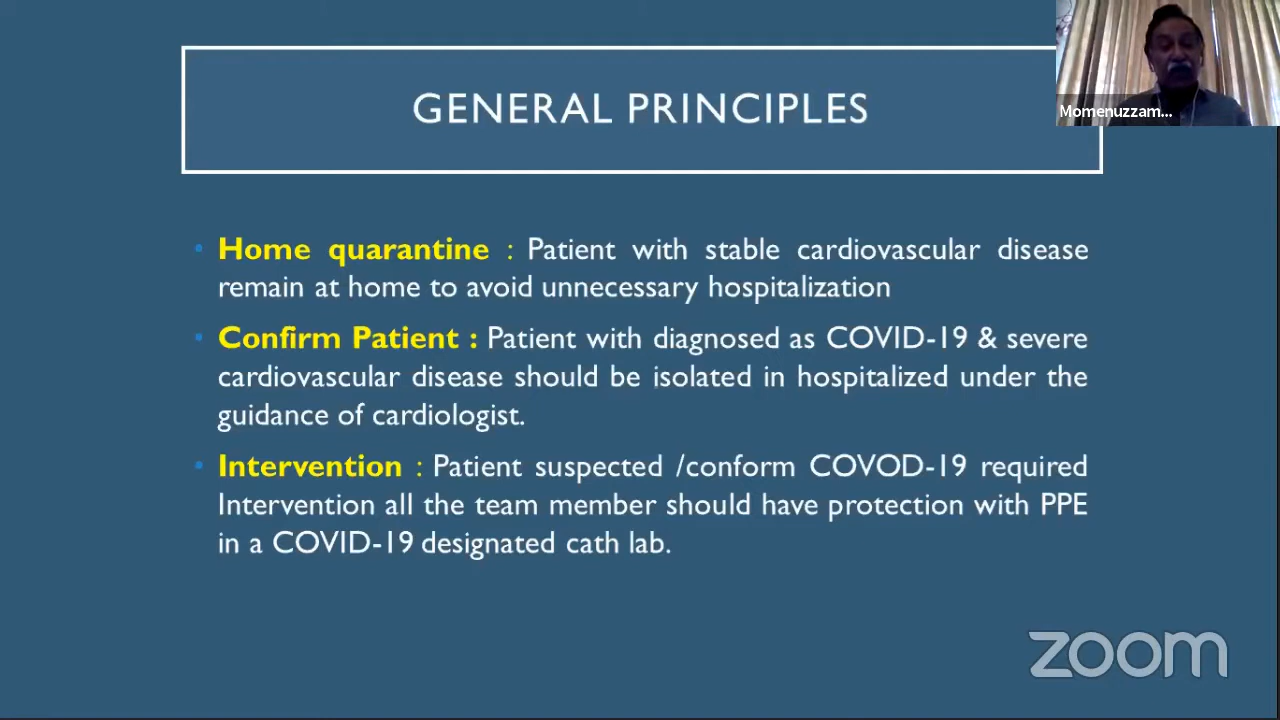 GENERAL PRINCIPLES
Momenuzzam...
• Home quarantine : Patient with stable cardiovascular disease
remain at home to avoid unnecessary hospitalization
• Confirm Patient : Patient with diagnosed as COVID-19 & severe
cardiovascular disease should be isolated in hospitalized under the
guidance of cardiologist.
• Intervention : Patient suspected /conform COVOD-19 required
Intervention all the team member should have protection with PPE
in a COVID-19 designated cath lab.
zoom